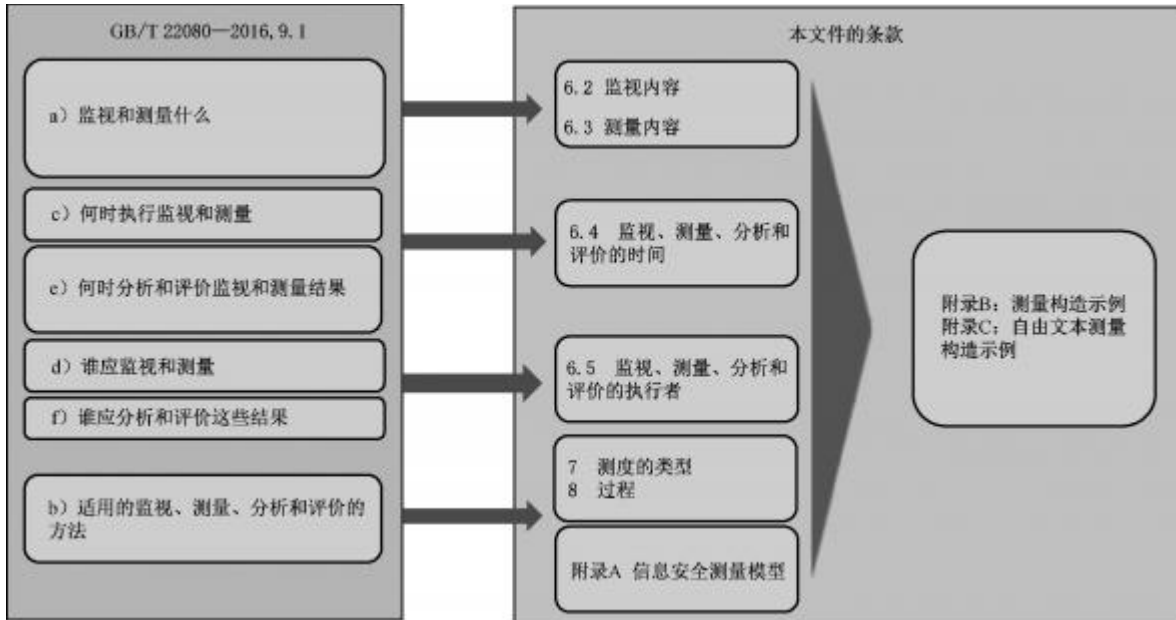 GB/T 22080—2016,9.1
a）监视和测量什么
c）何时执行监视和测量
e）何时分析和评价监视和测量结果
d）谁应监视和测量
f）谁应分析和评价这些结果
b）适用的监视、测量、分析和评价的
方法
本文件的条款
6.2 监视内容
6.3 测量内容
6.4 监视、测量、分析和
评价的时间
6.5 监视、测量、分析和
评价的执行者
7 测度的类型
8 过程
附录A 信息安全测量模型
附录B：测量构造示例
附录C：自由文本测量
构造示例